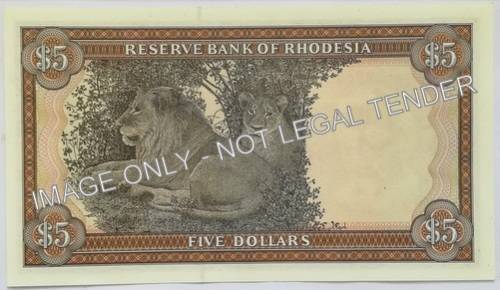 $5 RESERVE BANK OF RHODESIA $5
IMAGE ONLY - NOT LEGAL TENDER
$5 FIVE DOLLARS $5